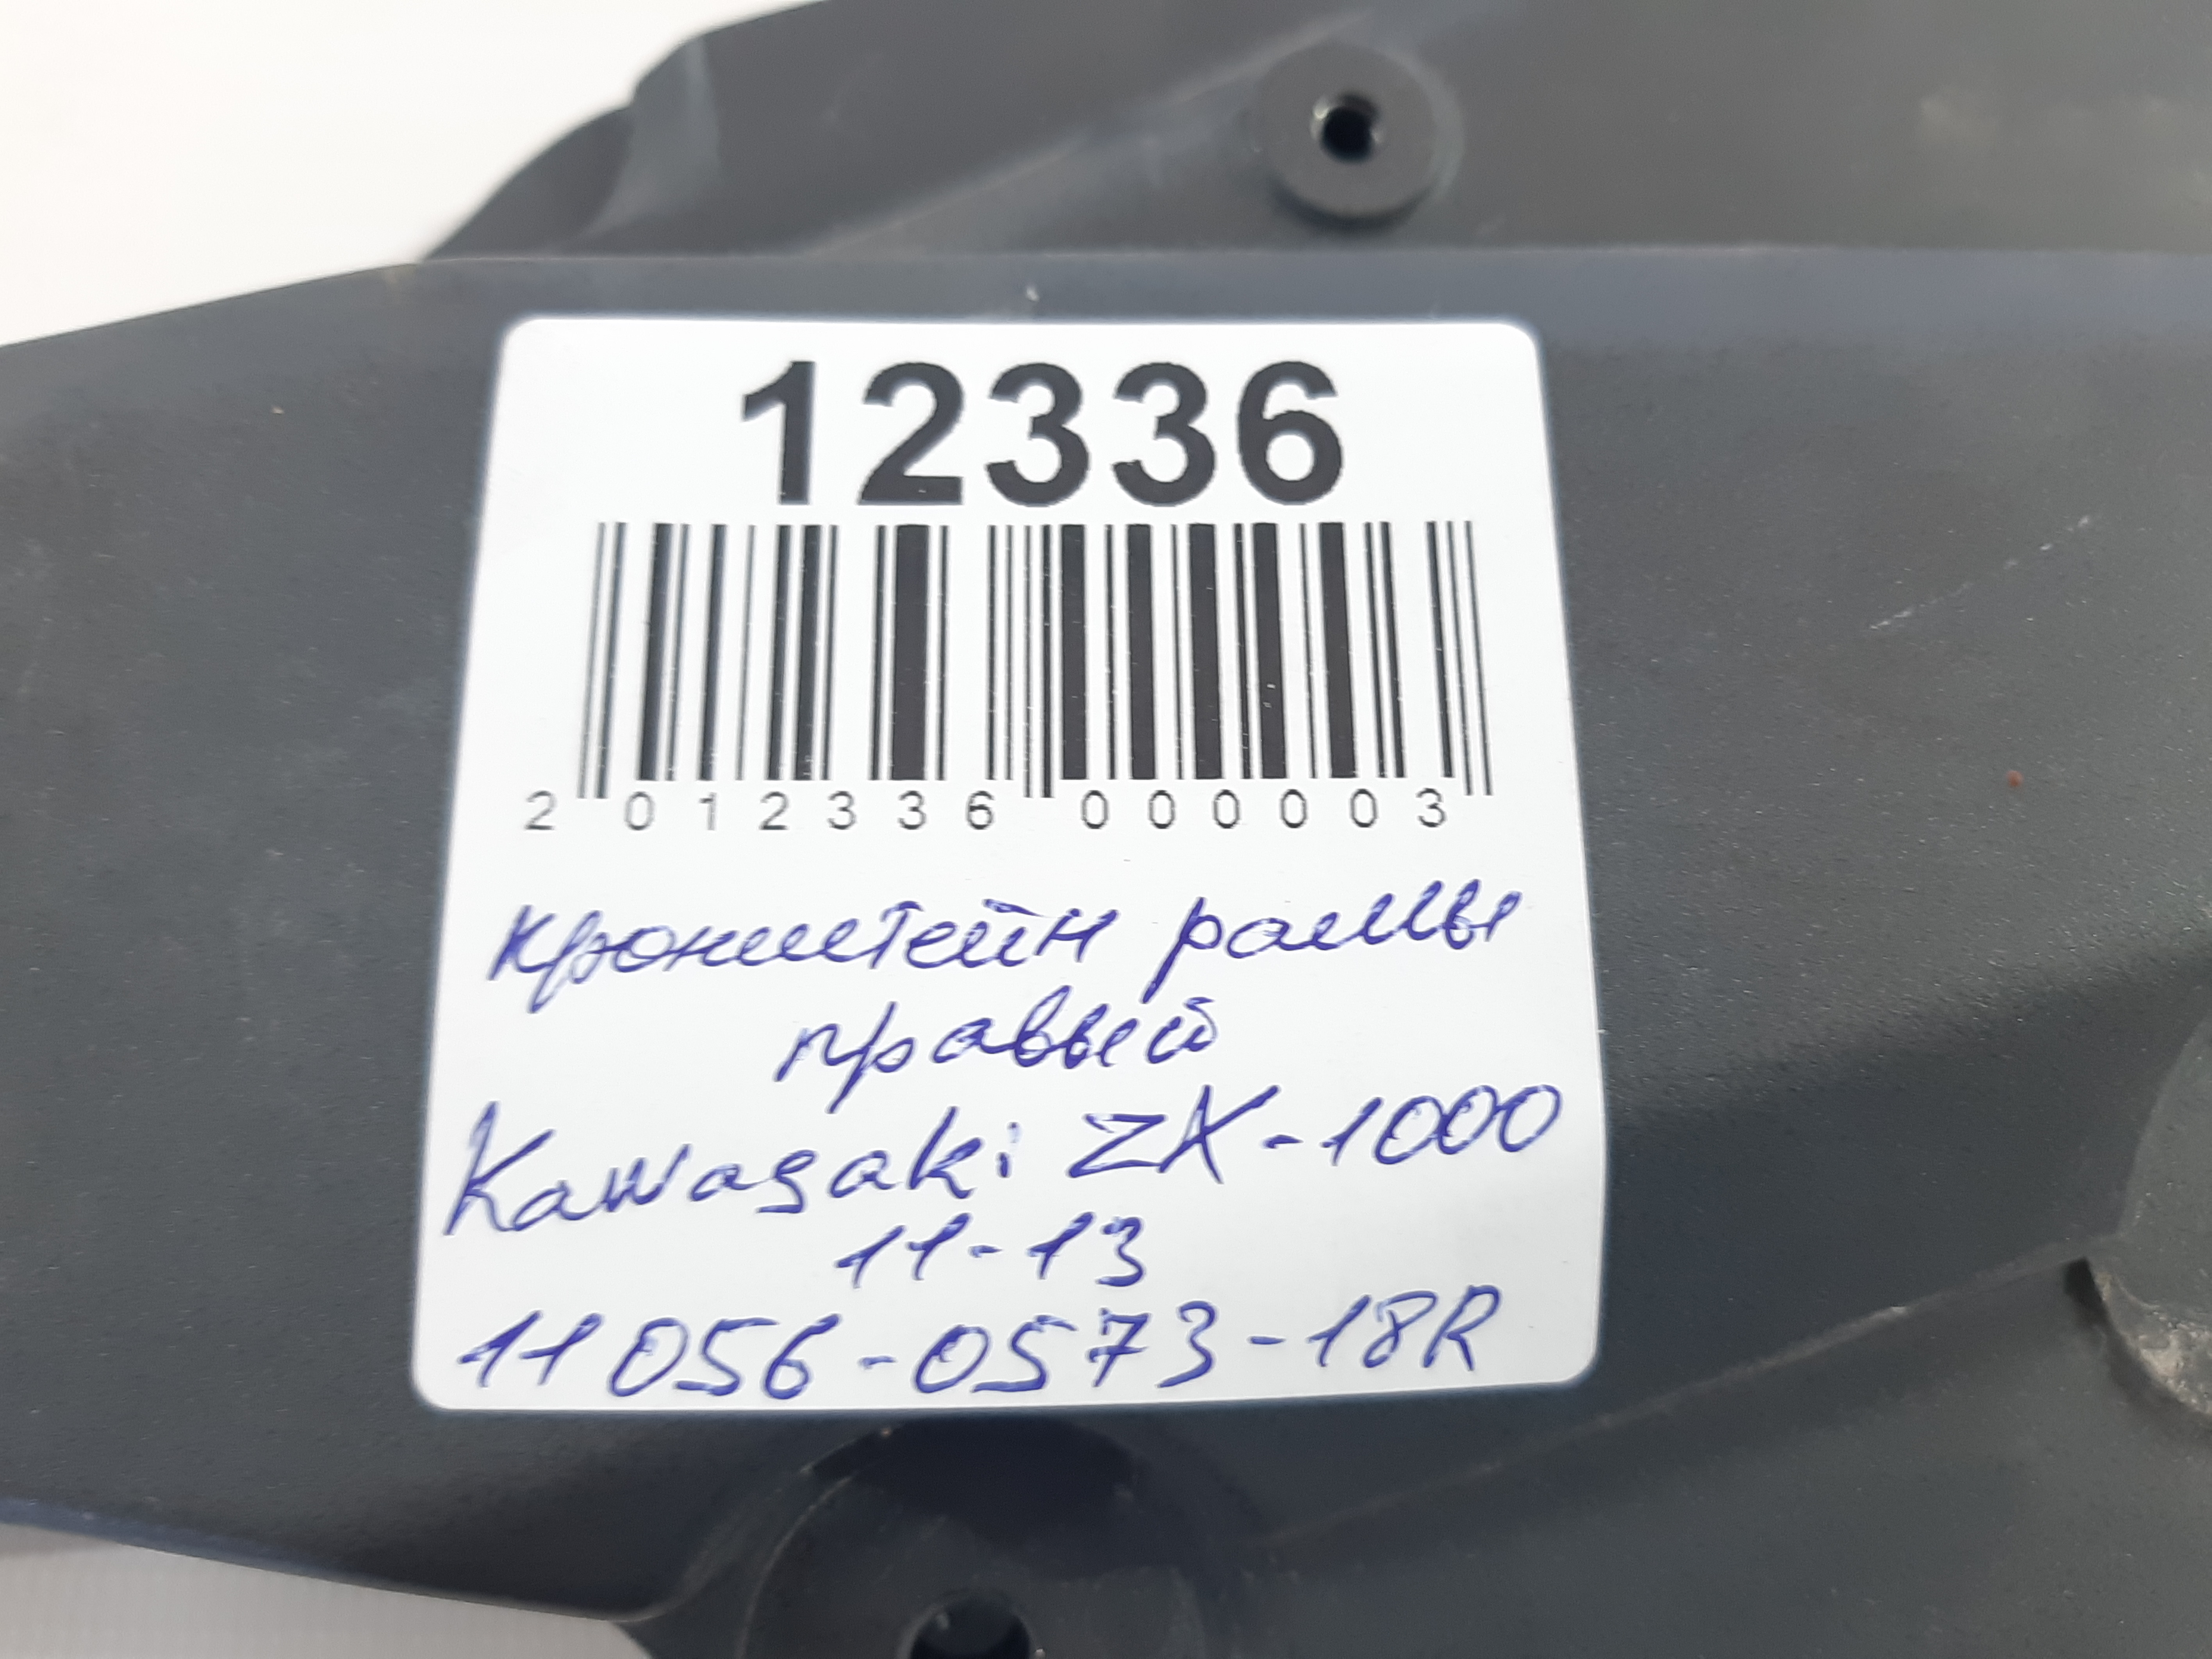 12336
2 012336 000003
кронштейн рамы
правый
Kawasaki ZX-1000
11-13
11056-0573-18R